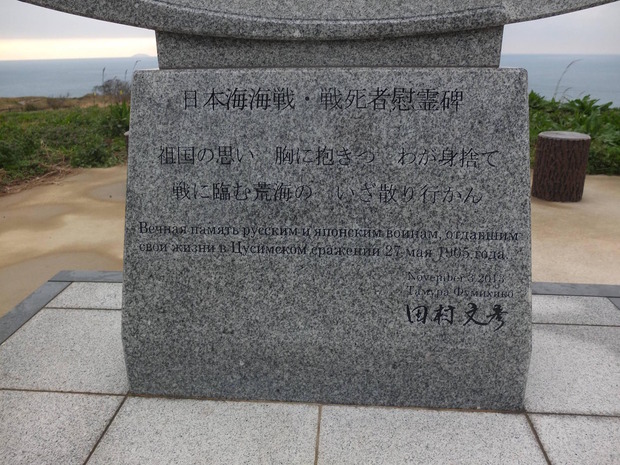 日本海海戦・戦死者慰霊碑
祖国の思い 胸に抱きつ わが身捨て
戦に臨む荒海の いざ散り行かん
Вечная память русским и японским воинам, отдавшим
свои жизни в Цусимском сражении 27 мая 1905 года.
November 3 2013
Тамура Фумихико
田村文彦